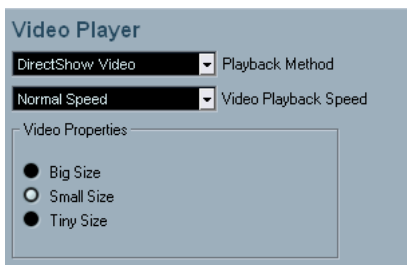 Video Player
DirectShow Video Playback Method
Normal Speed Video Playback Speed
Video Properties
Big Size
Small Size
Tiny Size